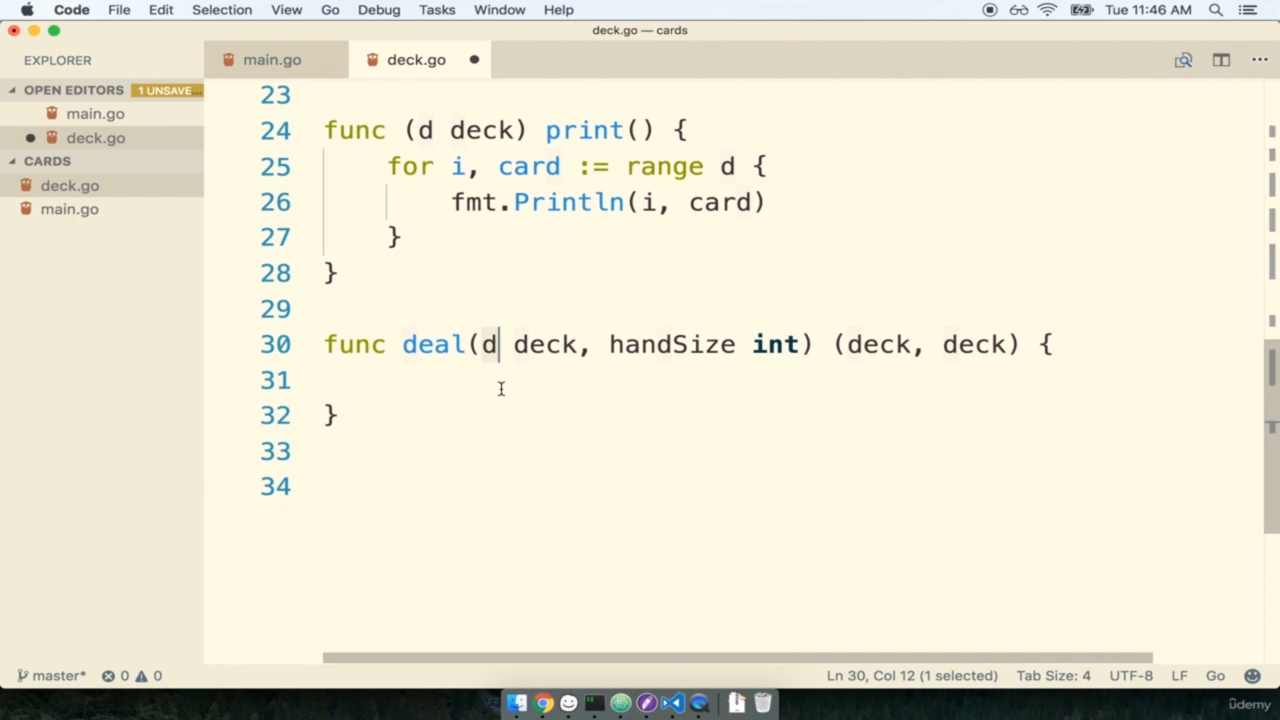 Code File Edit Selection View Go Debug Tasks Window Help Tue 11:46 AM
deck.go — cards
EXPLORER
main.go deck.go
OPEN EDITORS 1 UNSAVE...
main.go
deck.go
CARDS
deck.go
main.go
23
24 func (d deck) print() {
25 for i, card := range d {
26 fmt.Println(i, card)
27 }
28 }
29
30 func deal(d deck, handSize int) (deck, deck) {
31
32 }
33
34
master* 0 0 Ln 30, Col 12 (1 selected) Tab Size: 4 UTF-8 LF Go
ûdemy